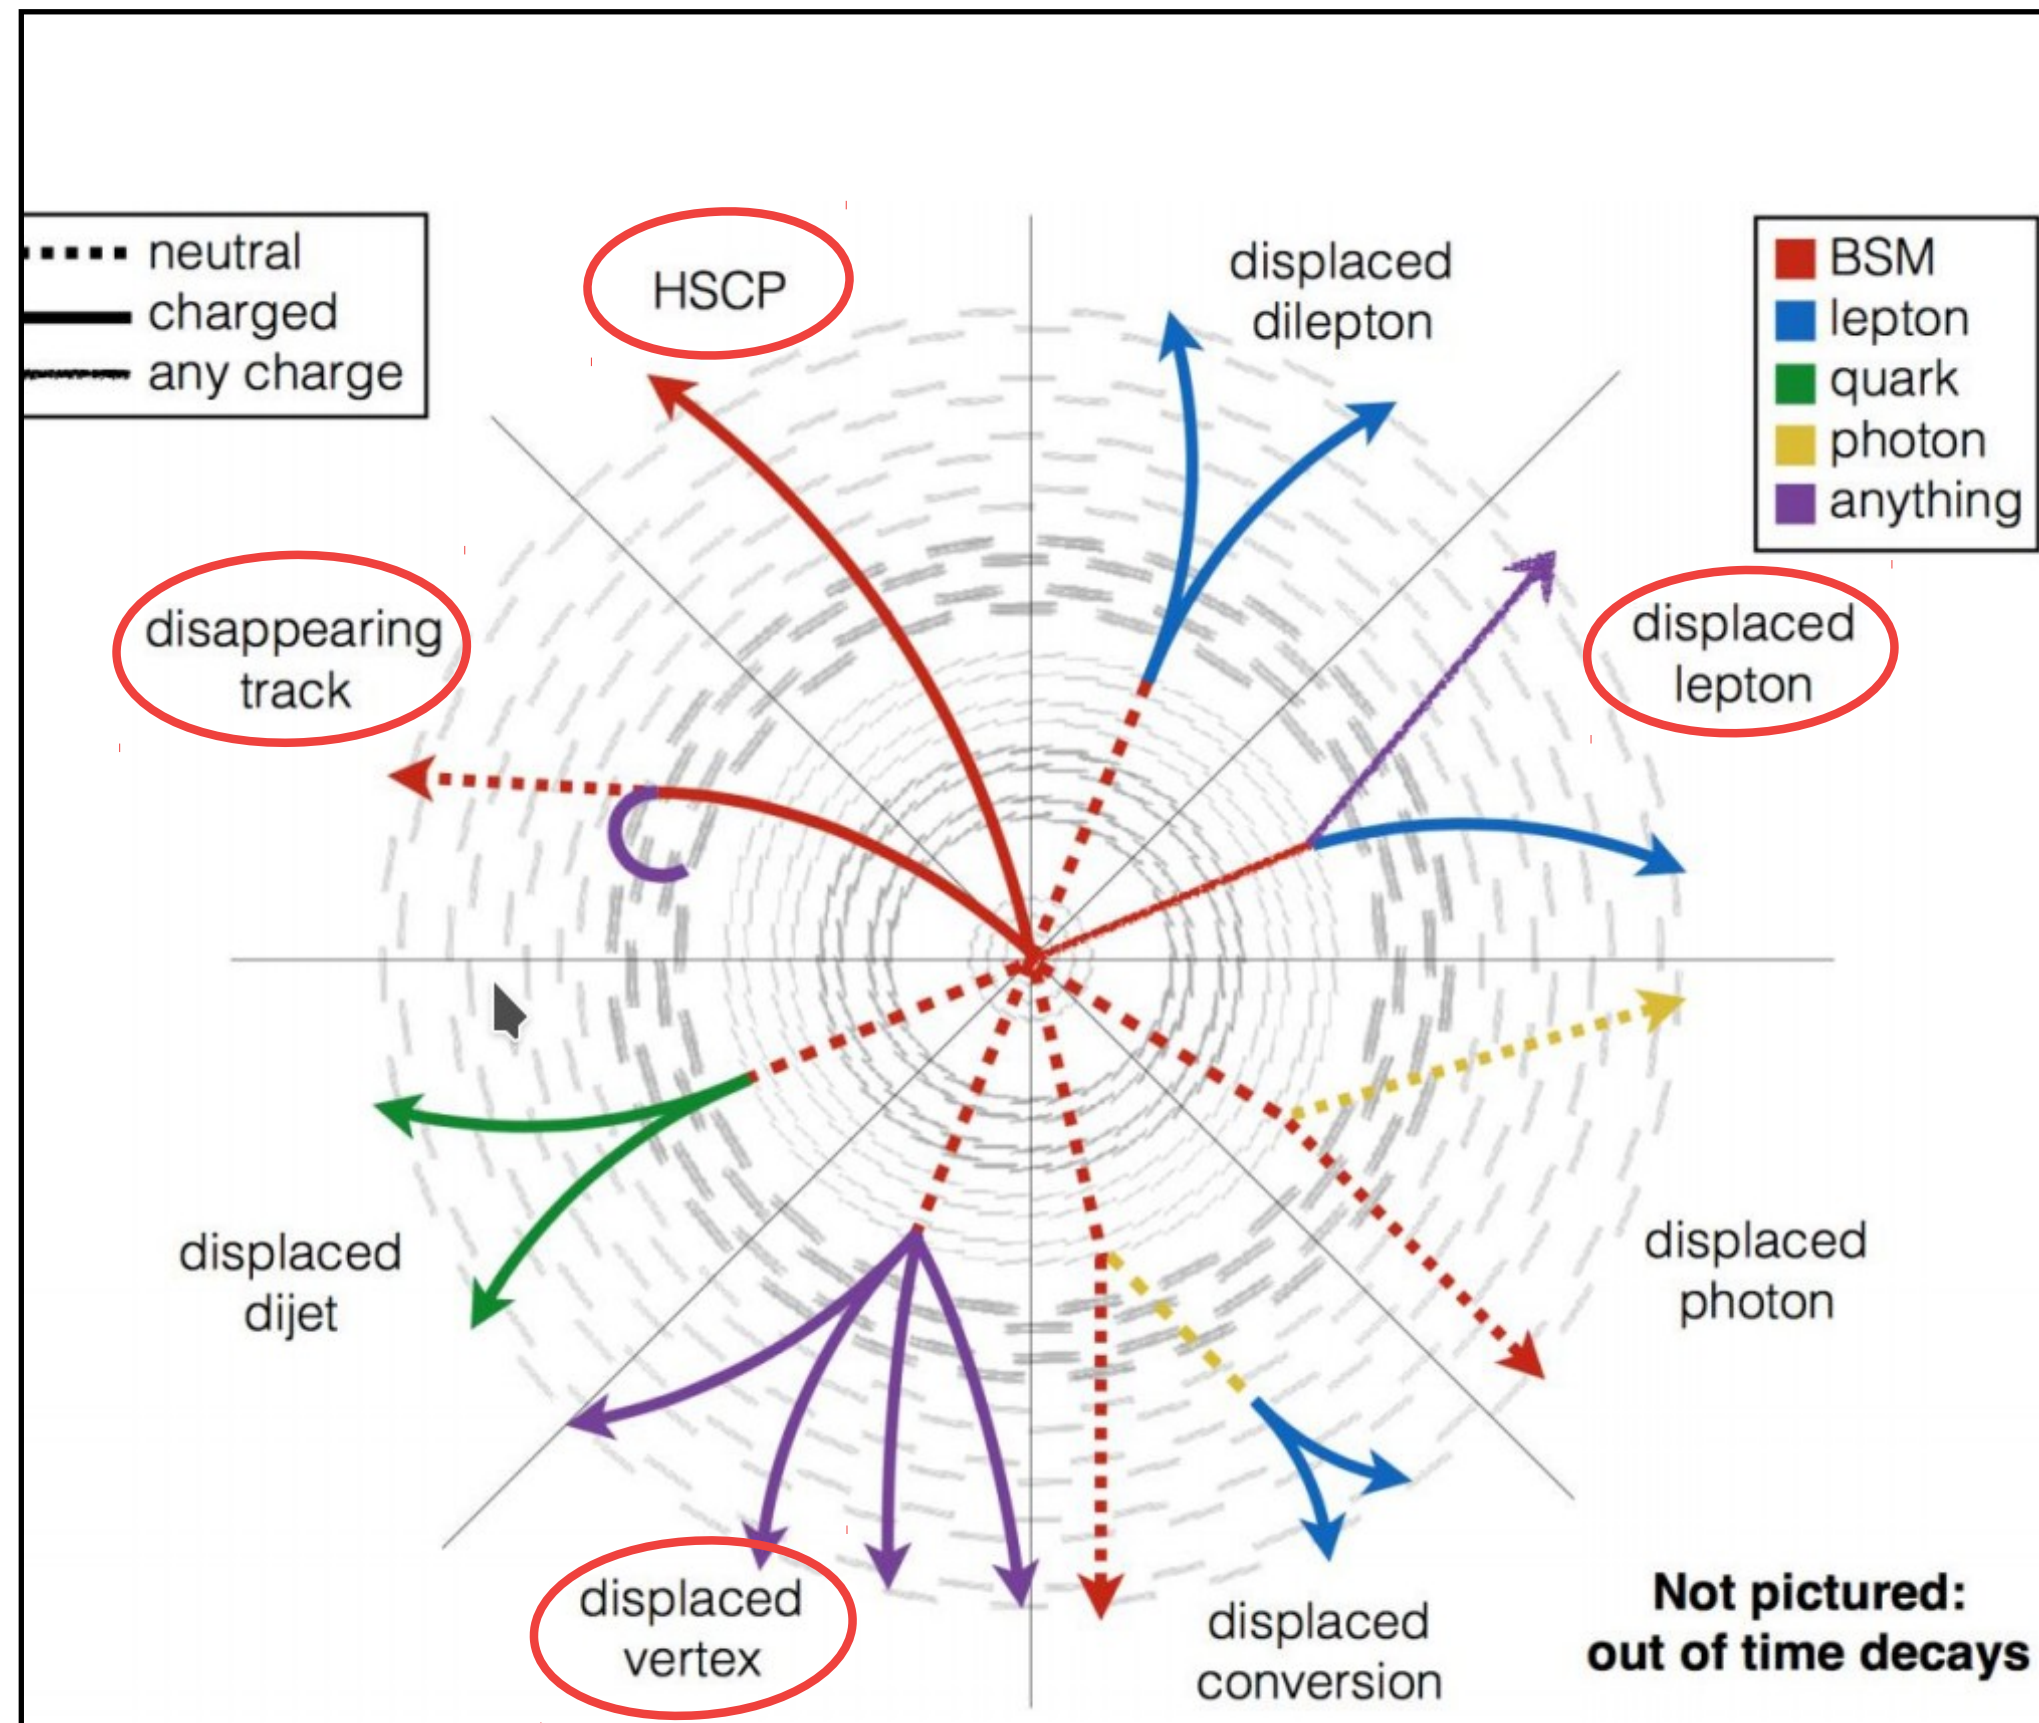 neutral
charged
any charge
HSCP
displaced
dilepton
BSM
lepton
quark
photon
anything
disappearing
track
displaced
lepton
displaced
dijet
displaced
photon
displaced
vertex
displaced
conversion
Not pictured:
out of time decays